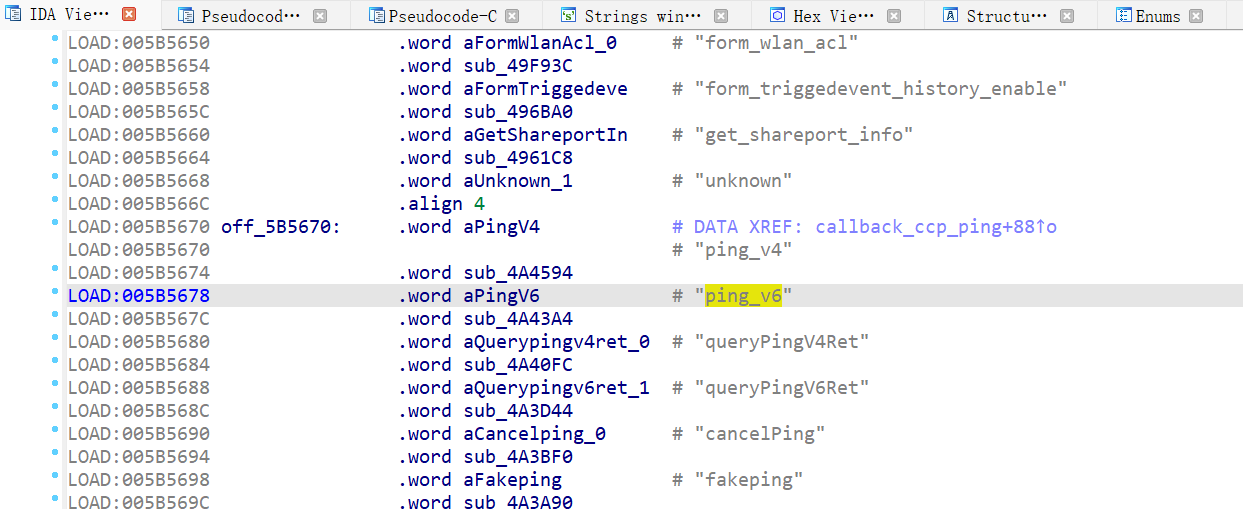 IDA Vie··· Pseudocod··· Pseudocode-C Strings win··· Hex Vie··· Structu··· Enums
LOAD:005B5650 .word aFormWlanAcl_0 # "form_wlan_acl"
LOAD:005B5654 .word sub_49F93C
LOAD:005B5658 .word aFormTriggedeve # "form_triggedevent_history_enable"
LOAD:005B565C .word sub_496BA0
LOAD:005B5660 .word aGetShareportIn # "get_shareport_info"
LOAD:005B5664 .word sub_4961C8
LOAD:005B5668 .word aUnknown_1 # "unknown"
LOAD:005B566C .align 4
LOAD:005B5670 off_5B5670: .word aPingV4 # DATA XREF: callback_ccp_ping+88↑o
LOAD:005B5670 # "ping_v4"
LOAD:005B5674 .word sub_4A4594
LOAD:005B5678 .word aPingV6 # "ping_v6"
LOAD:005B567C .word sub_4A43A4
LOAD:005B5680 .word aQuerypingv4ret_0 # "queryPingV4Ret"
LOAD:005B5684 .word sub_4A40FC
LOAD:005B5688 .word aQuerypingv6ret_1 # "queryPingV6Ret"
LOAD:005B568C .word sub_4A3D44
LOAD:005B5690 .word aCancelping_0 # "cancelPing"
LOAD:005B5694 .word sub_4A3BF0
LOAD:005B5698 .word aFakeping # "fakeping"
LOAD:005B569C .word sub_4A3A90